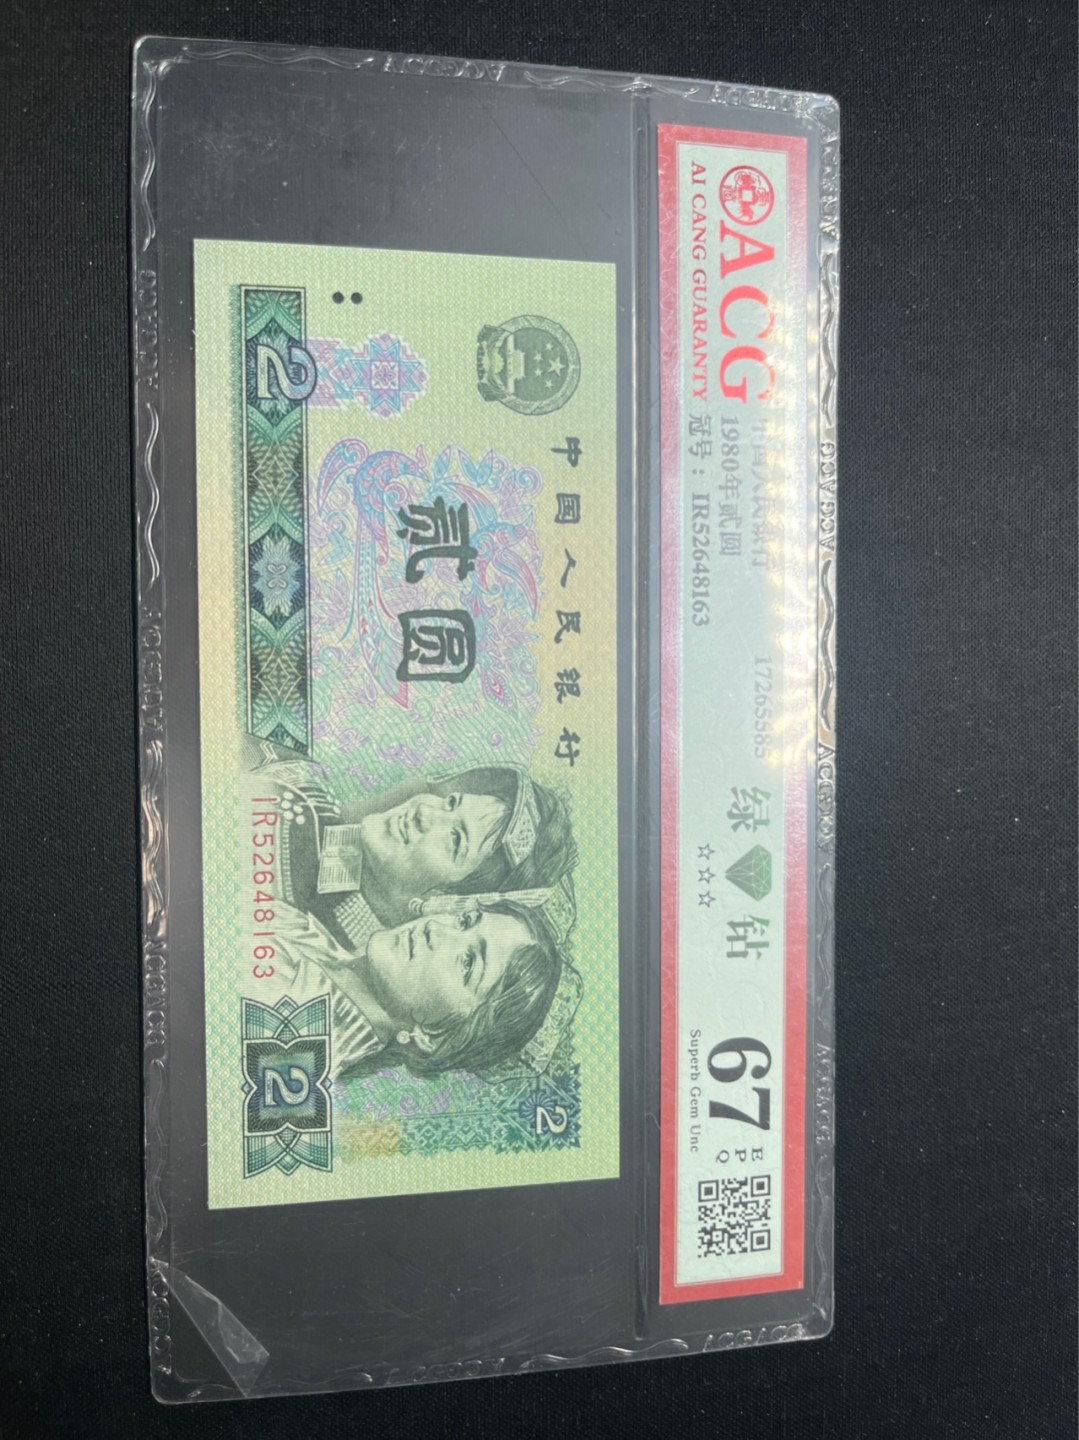 ACG
AI CANG GUARANTY
中国人民银行
1980年贰圆
冠号：IR52648163
17265585
绿钻
☆☆☆
67
EPQ
Superb Gem Unc
中国人民银行
贰圆
2
IR52648163
2
2